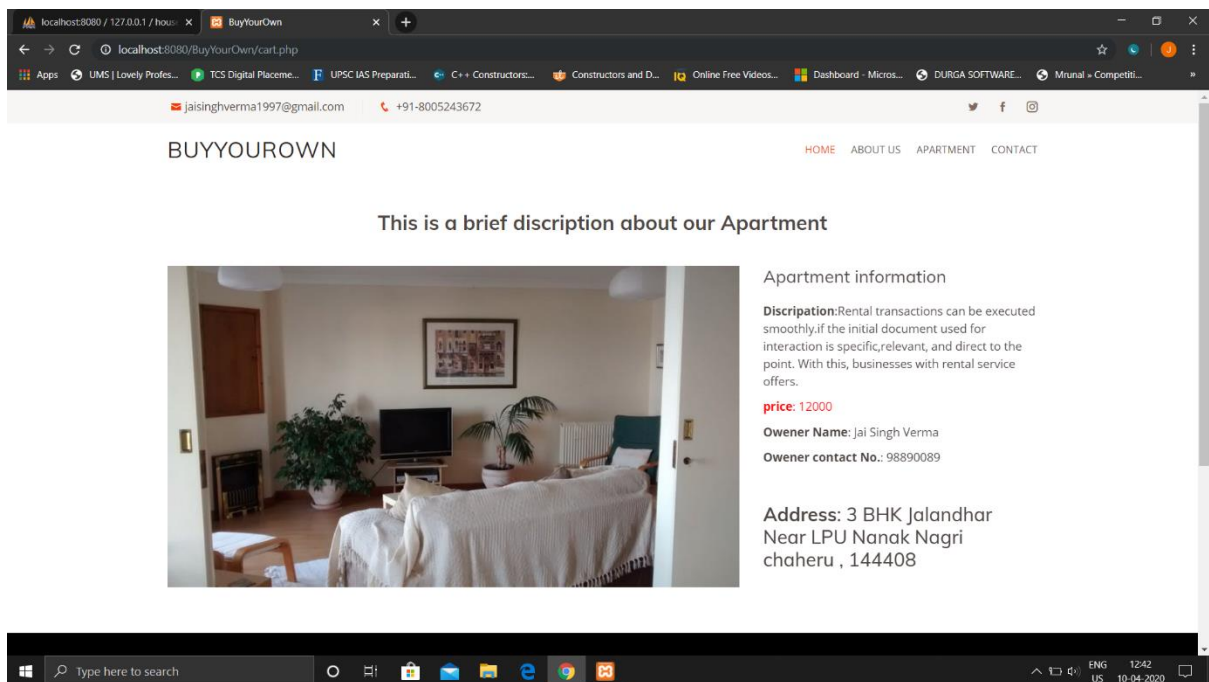 localhost:8080 / 127.0.0.1 / hous
BuyYourOwn
localhost:8080/BuyYourOwn/cart.php
Apps
UMS | Lovely Profes...
TCS Digital Placeme...
UPSC IAS Preparati...
C++ Constructors:...
Constructors and D...
Online Free Videos...
Dashboard - Micros...
DURGA SOFTWARE...
Mrunal » Competiti...
jaisinghverma1997@gmail.com
+91-8005243672
BUYYOUROWN
HOME ABOUT US APARTMENT CONTACT
This is a brief discription about our Apartment
Apartment information
Discripation:Rental transactions can be executed
smoothly.if the initial document used for
interaction is specific,relevant, and direct to the
point. With this, businesses with rental service
offers.
price: 12000
Owener Name: Jai Singh Verma
Owener contact No.: 98890089
Address: 3 BHK Jalandhar
Near LPU Nanak Nagri
chaheru , 144408
Type here to search
ENG
US
12:42
10-04-2020